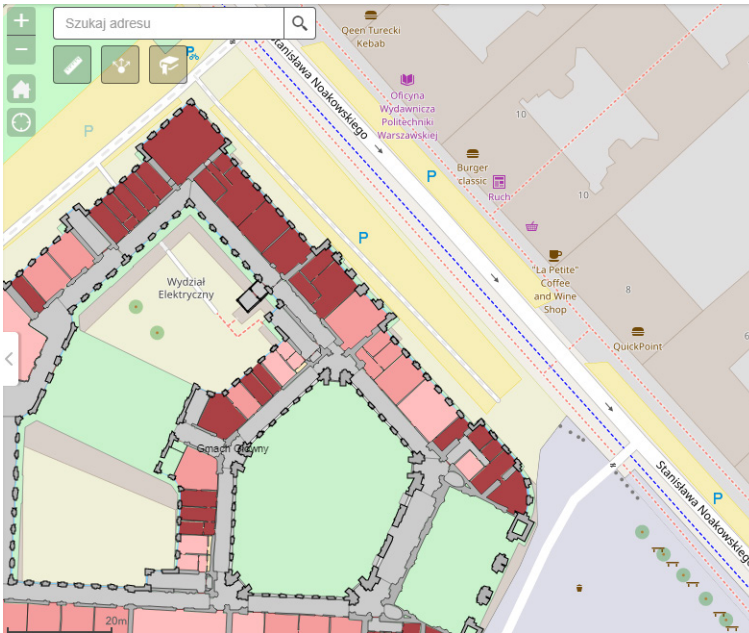 +
Szukaj adresu
−
Stanisława Noakowskiego
Qeen Turecki
Kebab
P
P
Oficyna
Wydawnicza
Politechniki
Warszawskiej
10
Burger
classic
P
Ruch
10
P
"La Petite"
Coffee
and Wine
Shop
8
Wydział
Elektryczny
QuickPoint
6
Gmach Główny
Stanisława Noakowskiego
P
20m